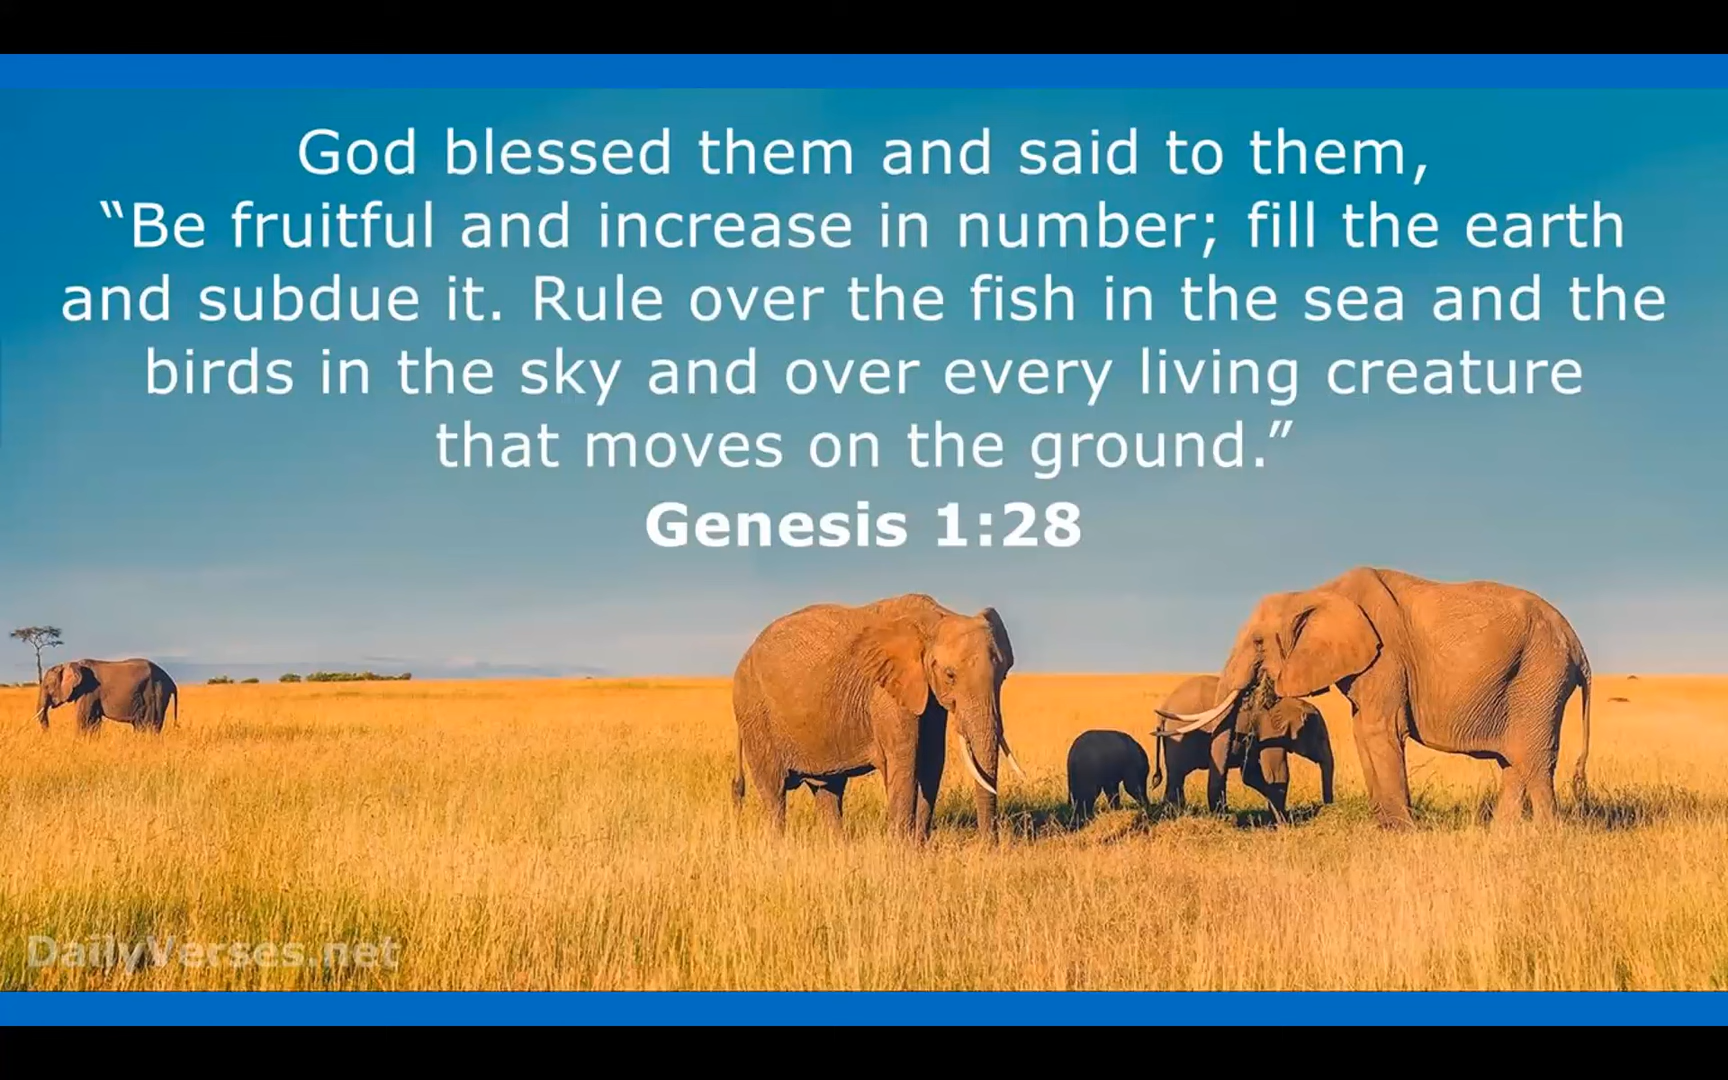 God blessed them and said to them,
“Be fruitful and increase in number; fill the earth
and subdue it. Rule over the fish in the sea and the
birds in the sky and over every living creature
that moves on the ground.”
Genesis 1:28
DailyVerses.net